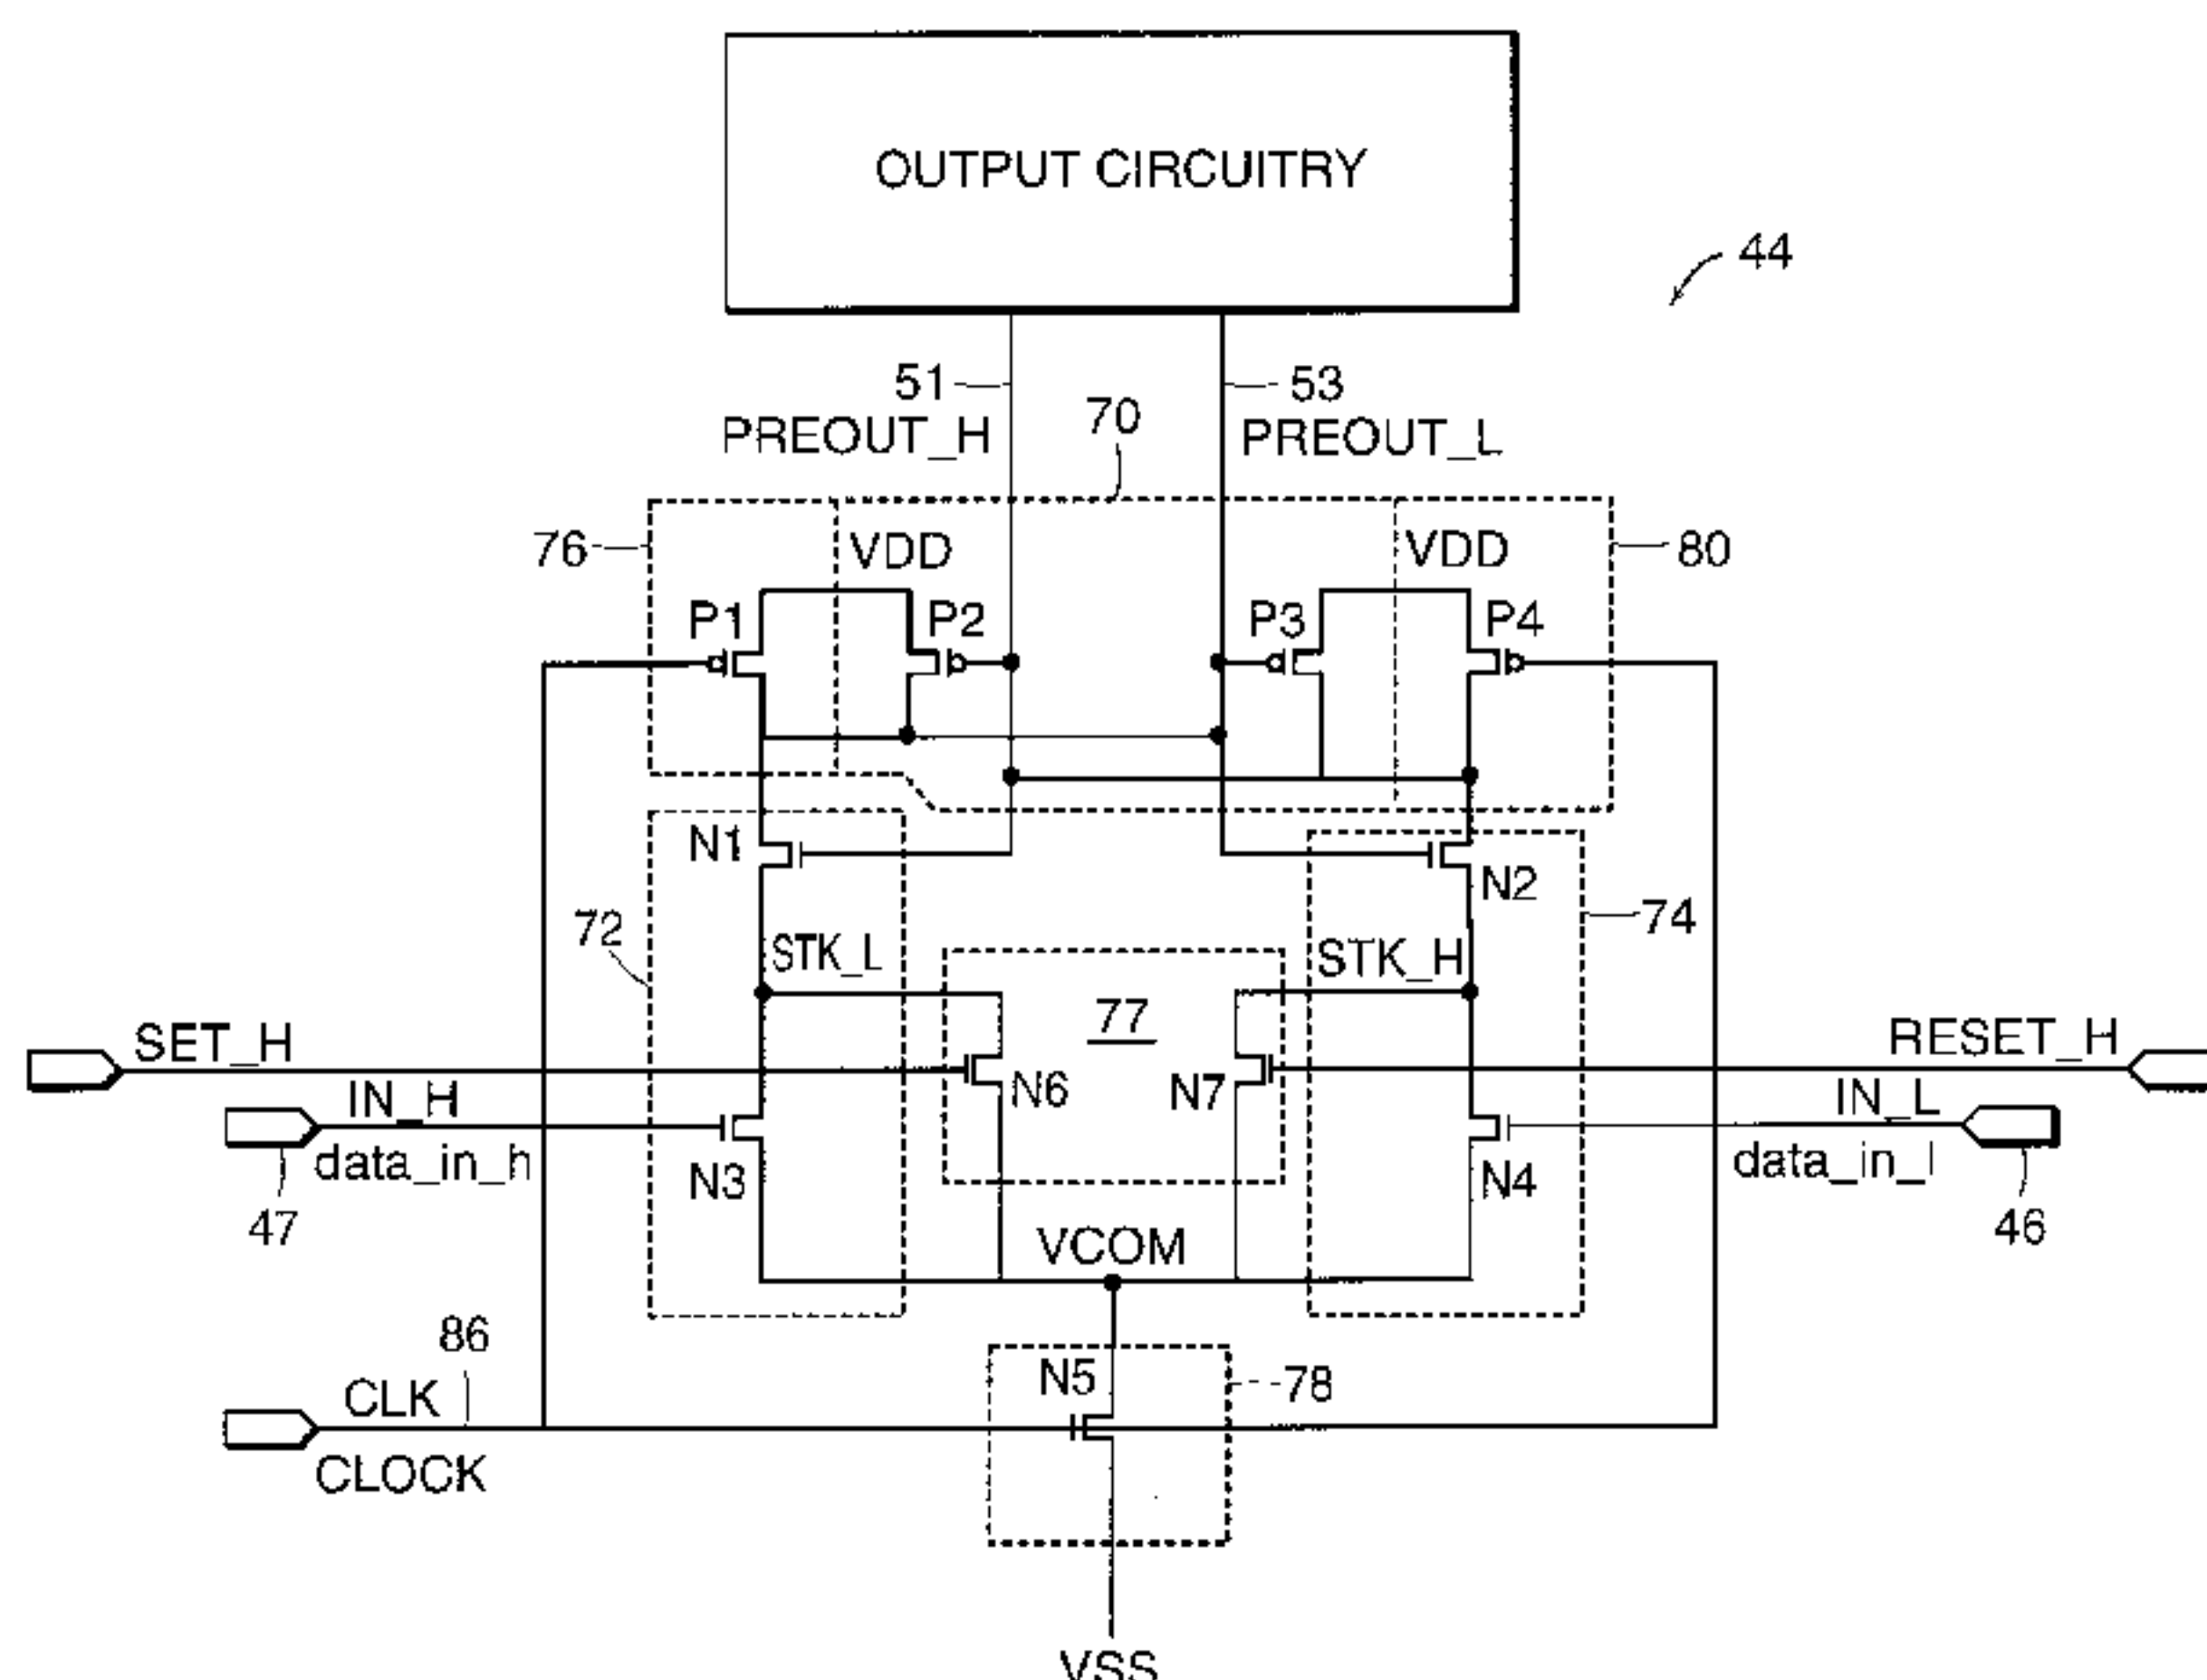 OUTPUT CIRCUITRY
44
51
53
PREOUT_H
70
PREOUT_L
76
VDD
VDD
80
P1
P2
P3
P4
N1
N2
72
74
STK_L
STK_H
77
SET_H
RESET_H
IN_H
N6
N7
IN_L
data_in_h
N3
N4
data_in_l
47
46
VCOM
86
N5
78
CLK
CLOCK
VSS